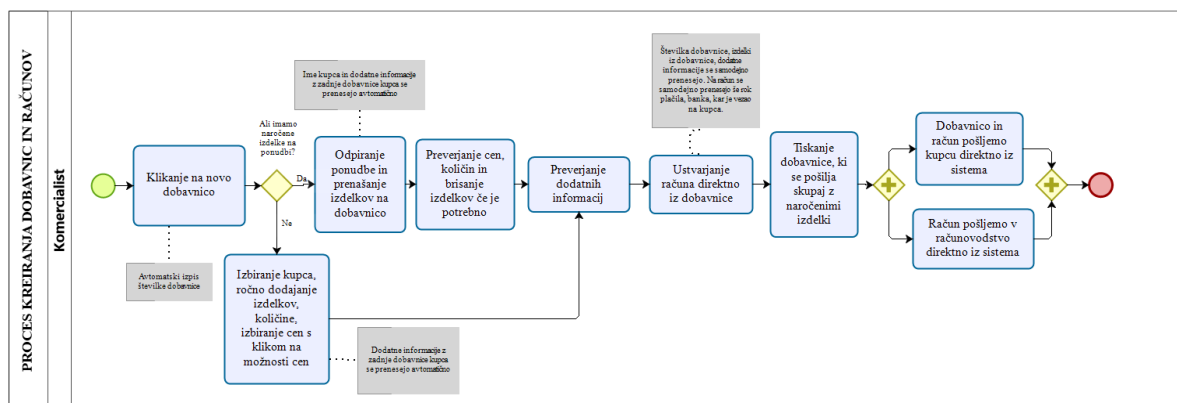 PROCES KREIRANJA DOBAVNIC IN RAČUNOV
Komercialist
Klikanje na novo
dobavnico
Avtomatski izpis
številke dobavnice
Ali imamo
naročene
izdelke na
ponudbi?
Da
Ne
Ime kupca in dodatne informacije
z zadnje dobavnice kupca se
prenesejo avtomatično
Odpiranje
ponudbe in
prenašanje
izdelkov na
dobavnico
Preverjanje cen,
količin in
brisanje
izdelkov če je
potrebno
Izbiranje kupca,
ročno dodajanje
izdelkov,
količine,
izbiranje cen s
klikom na
možnosti cen
Dodatne informacije z
zadnje dobavnice kupca
se prenesejo avtomatično
Preverjanje
dodatnih
informacij
Številka dobavnice, izdelki
iz dobavnice, dodatne
informacije se samodejno
prenesejo. Na račun se
samodejno prenesejo še rok
plačila, banka, kar je vezano
na kupca.
Ustvarjanje
računa direktno
iz dobavnice
Tiskanje
dobavnice, ki
se pošilja
skupaj z
naročenimi
izdelki
Dobavnico in
račun pošljemo
kupcu direktno iz
sistema
Račun pošljemo v
računovodstvo
direktno iz sistema